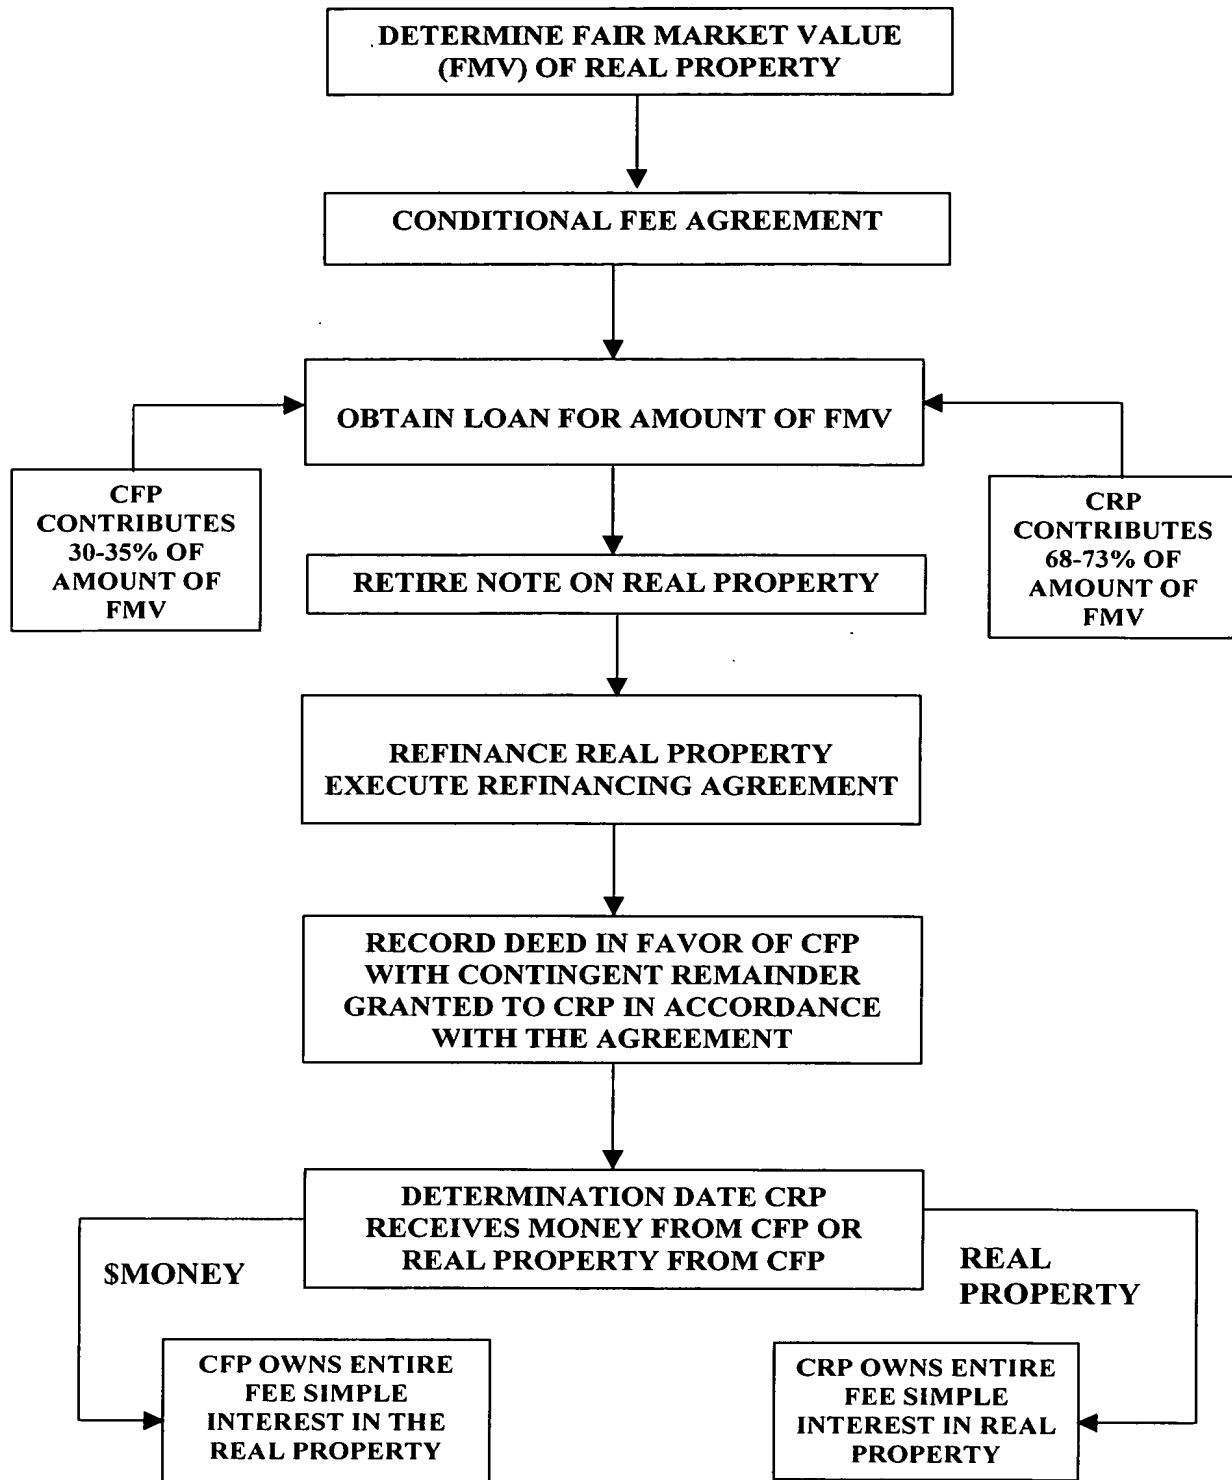 DETERMINE FAIR MARKET VALUE
(FMV) OF REAL PROPERTY
CONDITIONAL FEE AGREEMENT
OBTAIN LOAN FOR AMOUNT OF FMV
CFP
CONTRIBUTES
30-35% OF
AMOUNT OF
FMV
CRP
CONTRIBUTES
68-73% OF
AMOUNT OF
FMV
RETIRE NOTE ON REAL PROPERTY
REFINANCE REAL PROPERTY
EXECUTE REFINANCING AGREEMENT
RECORD DEED IN FAVOR OF CFP
WITH CONTINGENT REMAINDER
GRANTED TO CRP IN ACCORDANCE
WITH THE AGREEMENT
DETERMINATION DATE CRP
RECEIVES MONEY FROM CFP OR
REAL PROPERTY FROM CFP
$MONEY
REAL
PROPERTY
CFP OWNS ENTIRE
FEE SIMPLE
INTEREST IN THE
REAL PROPERTY
CRP OWNS ENTIRE
FEE SIMPLE
INTEREST IN REAL
PROPERTY